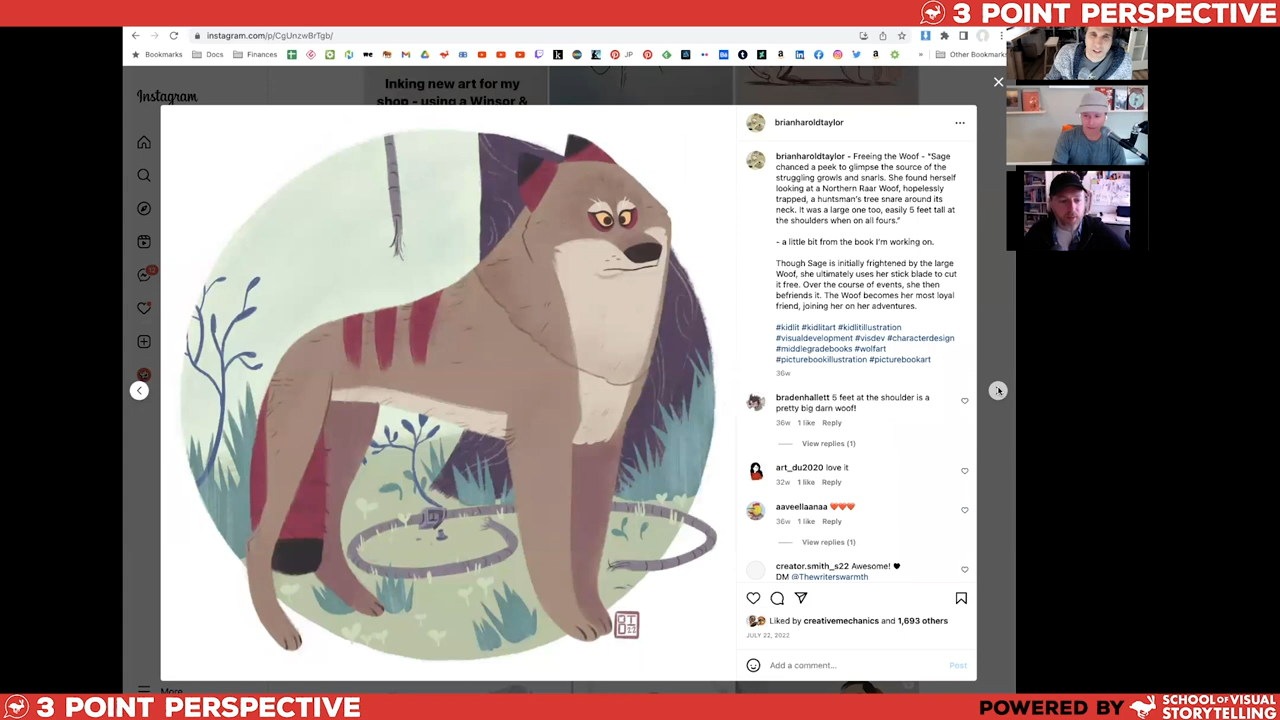 3 POINT PERSPECTIVE
instagram.com/p/CgUnzwBrTgb/
Bookmarks
Docs
Finances
we
JP
»
Other Bookmarks
Instagram
Inking new art for my
shop - using a Winsor &
More
brianharoldtaylor
brianharoldtaylor - Freeing the Woof - "Sage
chanced a peek to glimpse the source of the
struggling growls and snarls. She found herself
looking at a Northern Raar Woof, hopelessly
trapped, a huntsman's tree snare around its
neck. It was a large one too, easily 5 feet tall at
the shoulders when on all fours."
- a little bit from the book I'm working on.
Though Sage is initially frightened by the large
Woof, she ultimately uses her stick blade to cut
it free. Over the course of events, she then
befriends it. The Woof becomes her most loyal
friend, joining her on her adventures.
#kidlit #kidlitart #kidlitillustration
#visualdevelopment #visdev #characterdesign
#middlegradebooks #wolfart
#picturebookillustration #picturebookart
36w
bradenhallett 5 feet at the shoulder is a
pretty big darn woof!
36w 1 like Reply
View replies (1)
art_du2020 love it
32w 1 like Reply
aaveellaanaa
36w 1 like Reply
View replies (1)
creator.smith_s22 Awesome!
DM @Thewriterswarmth
Liked by creativemechanics and 1,693 others
JULY 22, 2022
Add a comment...
Post
3 POINT PERSPECTIVE
POWERED BY
SCHOOL OF VISUAL
STORYTELLING